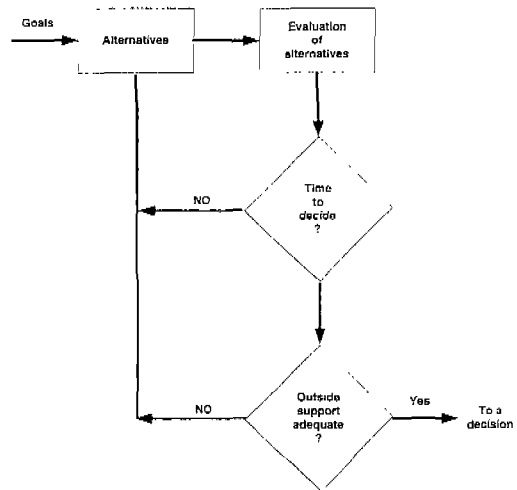 Goals
Alternatives
Evaluation
of
alternatives
Time
to
decide
?
NO
Outside
support
adequate
?
NO
Yes
To a
decision